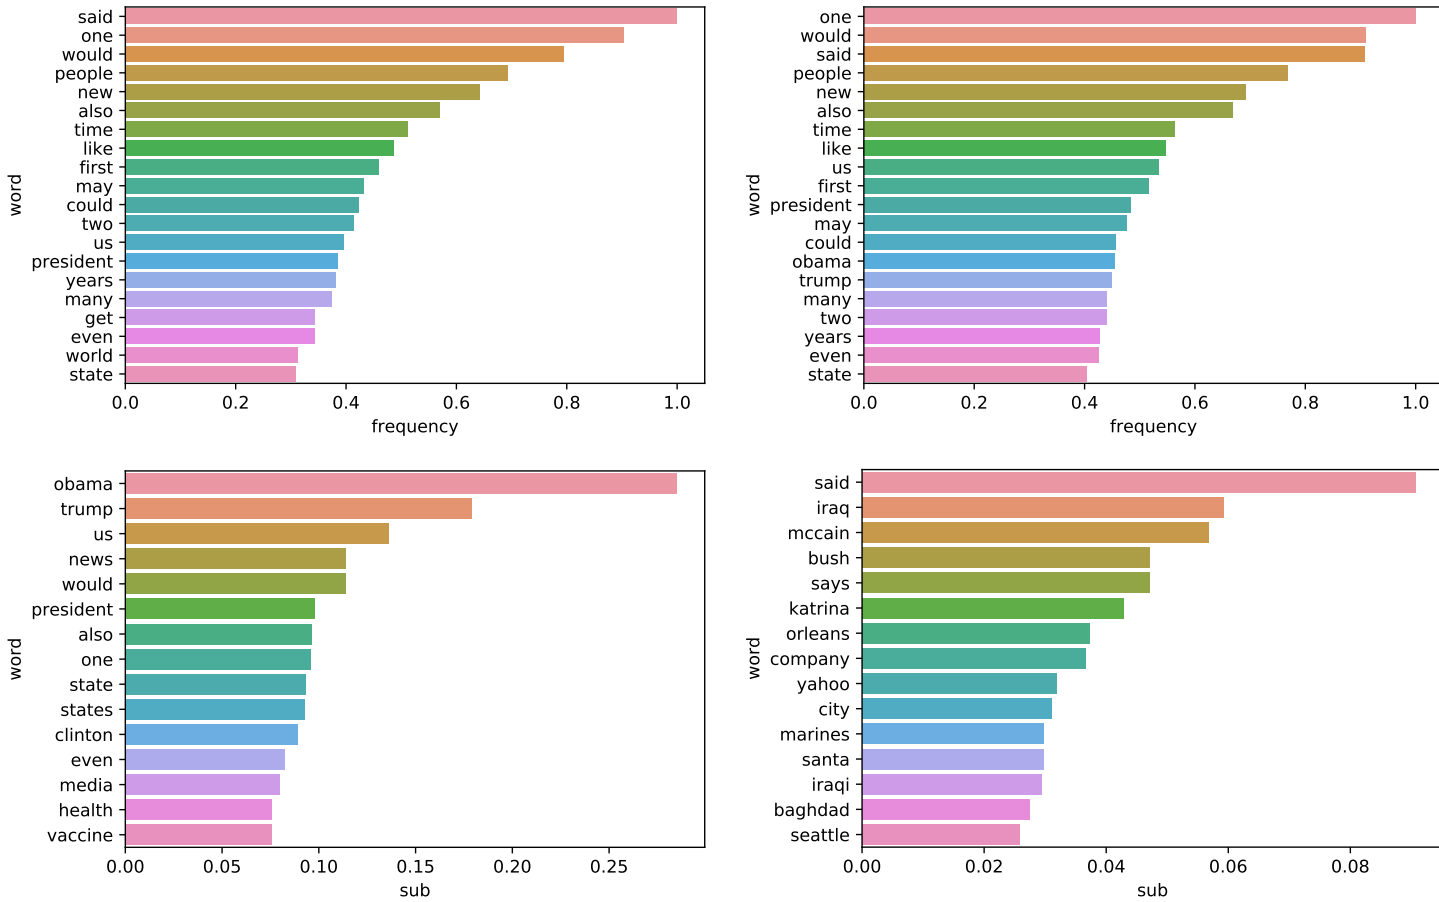 said
one
would
people
new
also
time
like
first
may
could
two
us
president
years
many
get
even
world
state
word
0.0 0.2 0.4 0.6 0.8 1.0
frequency
one
would
said
people
new
also
time
like
us
first
president
may
could
obama
trump
many
two
years
even
state
word
0.0 0.2 0.4 0.6 0.8 1.0
frequency
obama
trump
us
news
would
president
also
one
state
states
clinton
even
media
health
vaccine
word
0.00 0.05 0.10 0.15 0.20 0.25
sub
said
iraq
mccain
bush
says
katrina
orleans
company
yahoo
city
marines
santa
iraqi
baghdad
seattle
word
0.00 0.02 0.04 0.06 0.08
sub